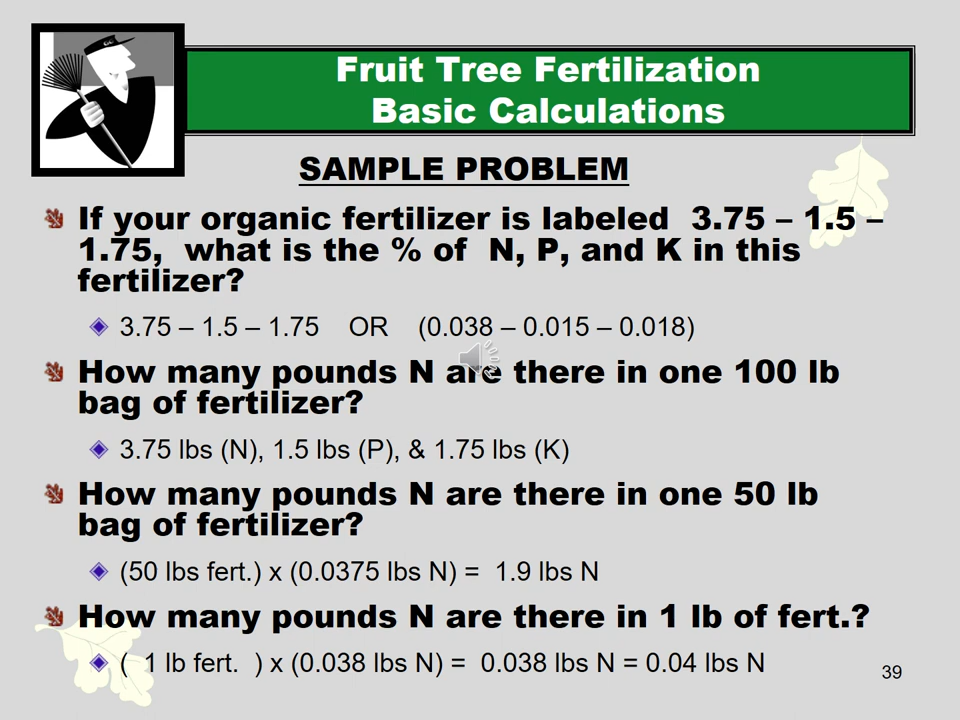 Fruit Tree Fertilization
Basic Calculations
SAMPLE PROBLEM
If your organic fertilizer is labeled 3.75 – 1.5 –
1.75, what is the % of N, P, and K in this
fertilizer?
3.75 – 1.5 – 1.75 OR (0.038 – 0.015 – 0.018)
How many pounds N are there in one 100 lb
bag of fertilizer?
3.75 lbs (N), 1.5 lbs (P), & 1.75 lbs (K)
How many pounds N are there in one 50 lb
bag of fertilizer?
(50 lbs fert.) x (0.0375 lbs N) = 1.9 lbs N
How many pounds N are there in 1 lb of fert.?
( 1 lb fert. ) x (0.038 lbs N) = 0.038 lbs N = 0.04 lbs N
39